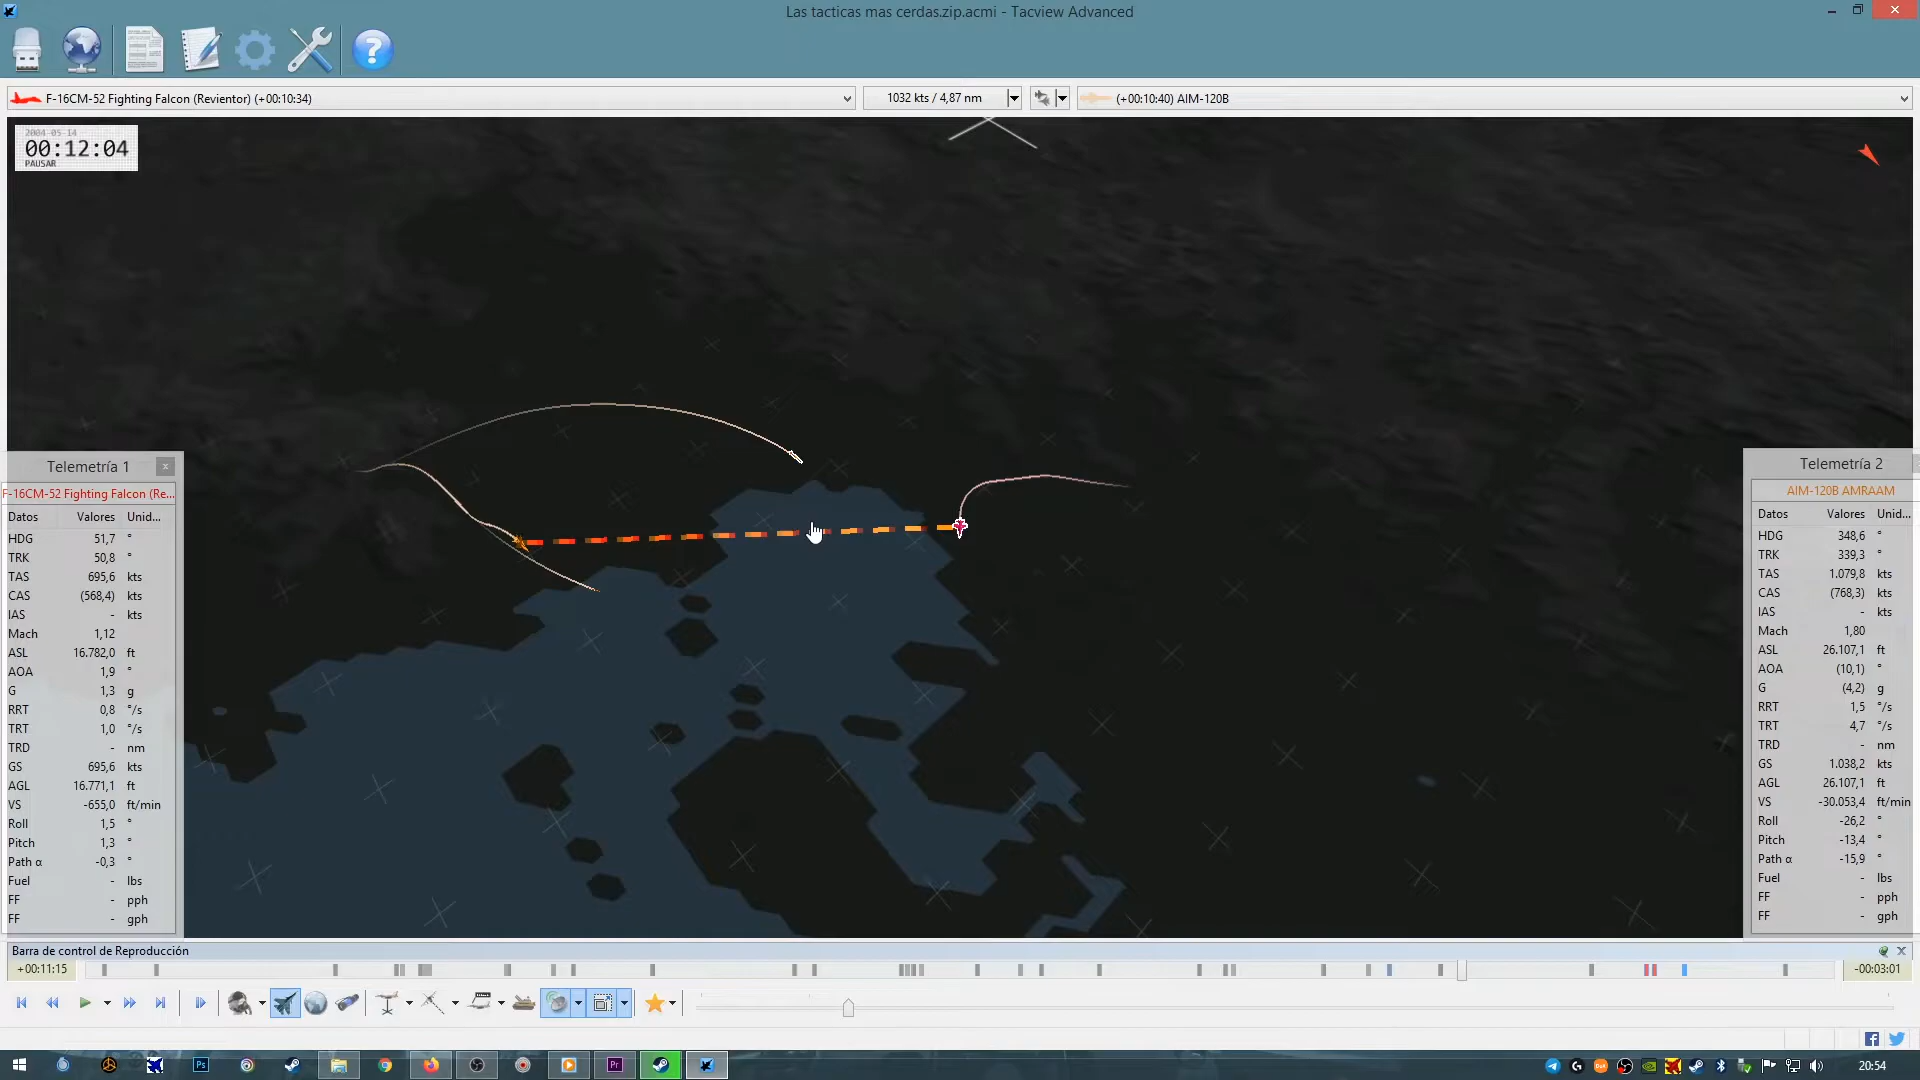 Las tacticas mas cerdas.zip.acmi - Tacview Advanced
F-16CM-52 Fighting Falcon (Revientor) (+00:10:34)
1032 kts / 4,87 nm
(+00:10:40) AIM-120B
2004-05-14
00:12:04
PAUSAR
Telemetría 1
F-16CM-52 Fighting Falcon (Re...
Datos Valores Unid...
HDG 51,7 °
TRK 50,8 °
TAS 695,6 kts
CAS (568,4) kts
IAS - kts
Mach 1,12
ASL 16.782,0 ft
AOA 1,9 °
G 1,3 g
RRT 0,8 °/s
TRT 1,0 °/s
TRD - nm
GS 695,6 kts
AGL 16.771,1 ft
VS -655,0 ft/min
Roll 1,5 °
Pitch 1,3 °
Path α -0,3 °
Fuel - lbs
FF - pph
FF - gph
Telemetría 2
AIM-120B AMRAAM
Datos Valores Unid...
HDG 348,6 °
TRK 339,3 °
TAS 1.079,8 kts
CAS (768,3) kts
IAS - kts
Mach 1,80
ASL 26.107,1 ft
AOA (10,1) °
G (4,2) g
RRT 1,5 °/s
TRT 4,7 °/s
TRD - nm
GS 1.038,2 kts
AGL 26.107,1 ft
VS -30.053,4 ft/min
Roll -26,2 °
Pitch -13,4 °
Path α -15,9 °
Fuel - lbs
FF - pph
FF - gph
Barra de control de Reproducción
+00:11:15
-00:03:01
20:54